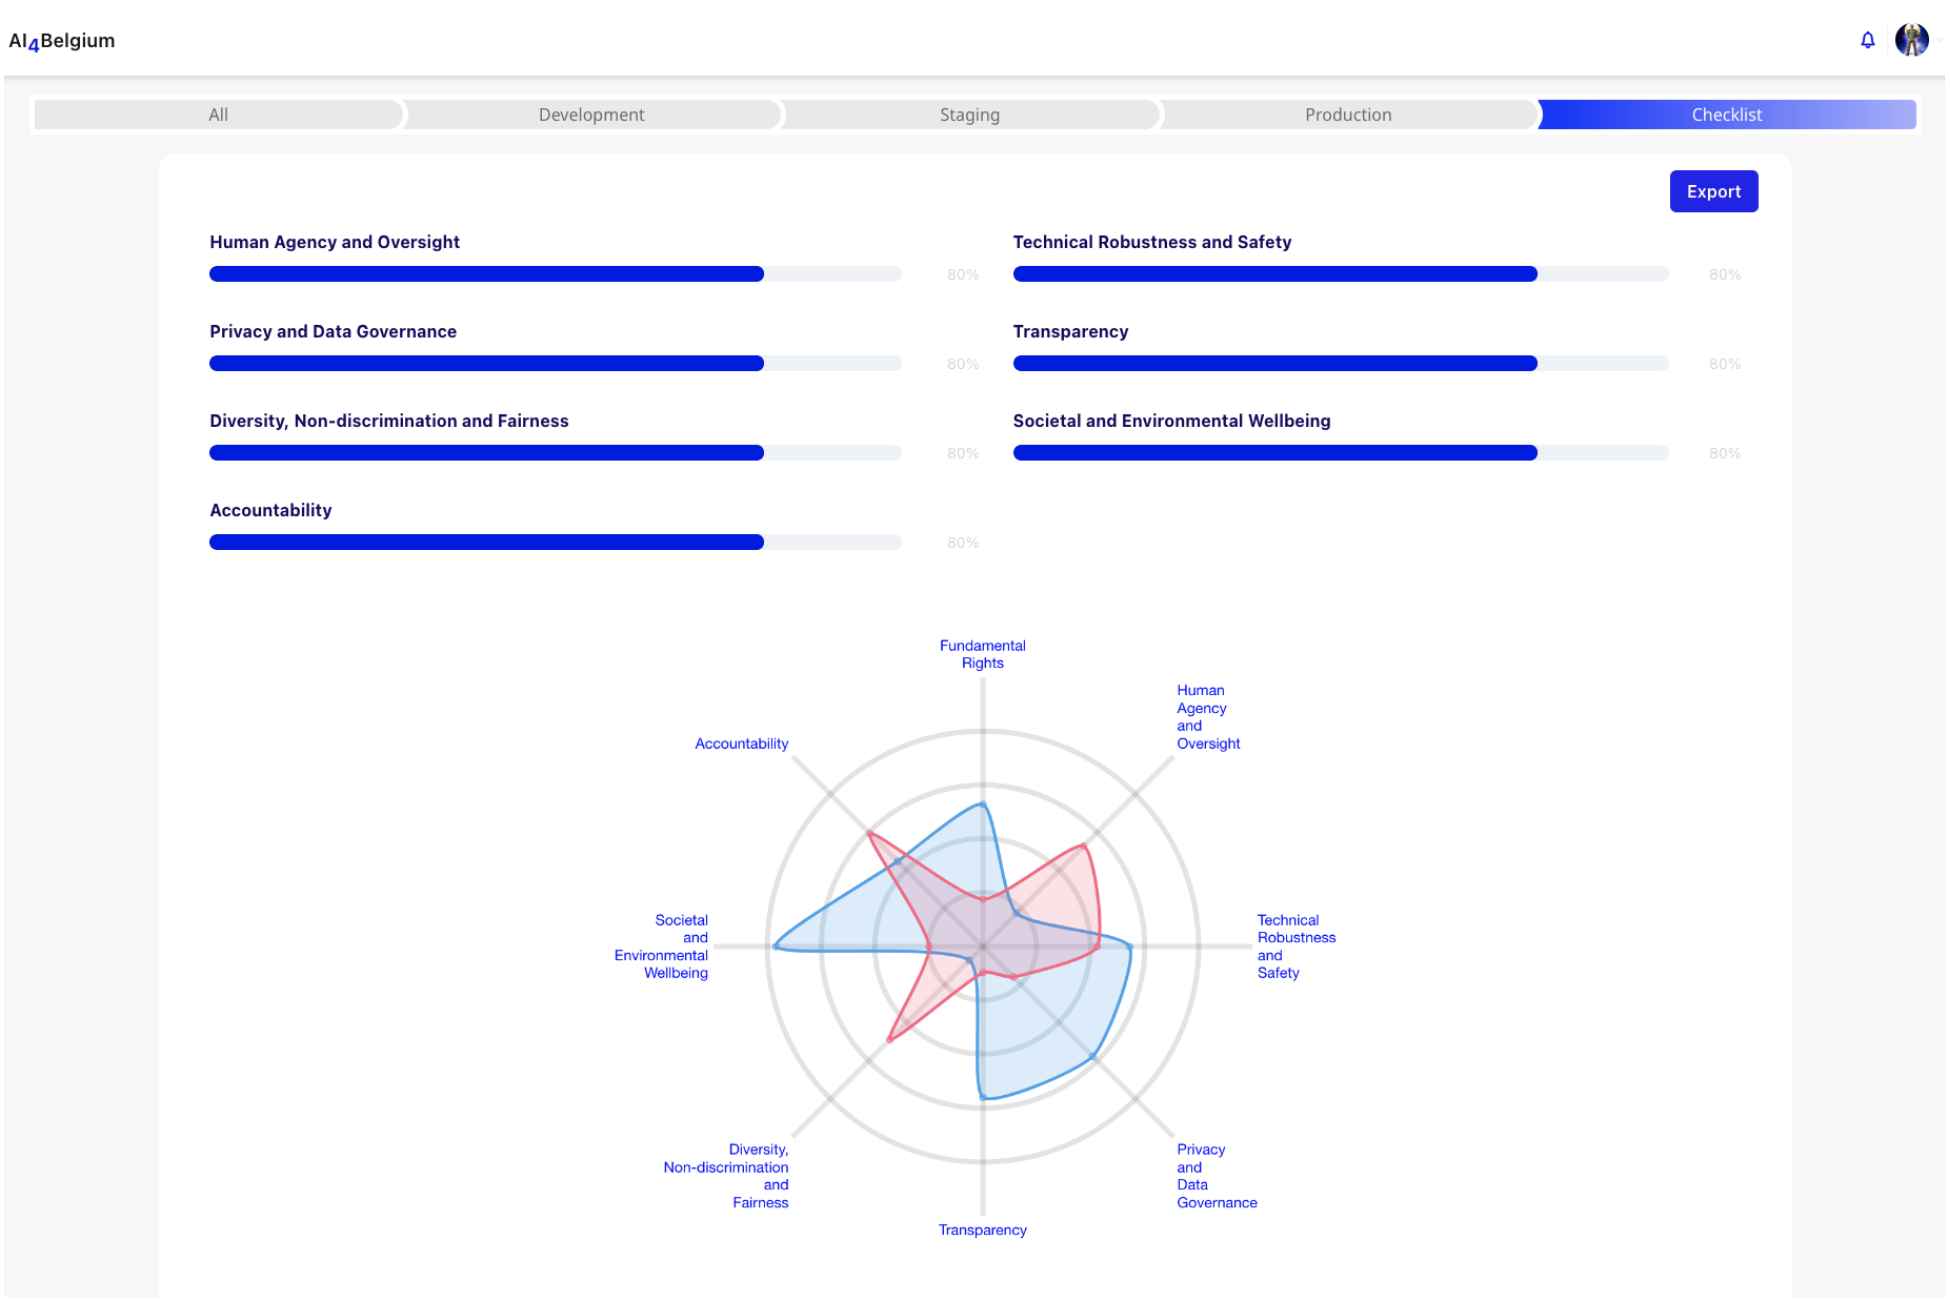 AI4Belgium
All
Development
Staging
Production
Checklist
Export
Human Agency and Oversight
80%
Technical Robustness and Safety
80%
Privacy and Data Governance
80%
Transparency
80%
Diversity, Non-discrimination and Fairness
80%
Societal and Environmental Wellbeing
80%
Accountability
80%
Fundamental
Rights
Human
Agency
and
Oversight
Accountability
Societal
and
Environmental
Wellbeing
Technical
Robustness
and
Safety
Diversity,
Non-discrimination
and
Fairness
Privacy
and
Data
Governance
Transparency